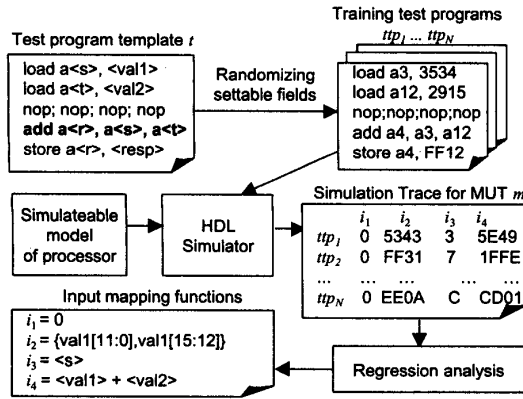 Training test programs
Test program template t
ttp1 ... ttpN
load a<s>, <val1>
load a<t>, <val2>
nop; nop; nop; nop
add a<r>, a<s>, a<t>
store a<r>, <resp>
Randomizing
settable fields
load a3, 3534
load a12, 2915
nop;nop;nop;nop
add a4, a3, a12
store a4, FF12
Simulateable
model
of processor
HDL
Simulator
Simulation Trace for MUT m
i1 i2 i3 i4
ttp1 0 5343 3 5E49
ttp2 0 FF31 7 1FFE
... ... ... ...
ttpN 0 EE0A C CD01
Input mapping functions
i1 = 0
i2 = {val1[11:0],val1[15:12]}
i3 = <s>
i4 = <val1> + <val2>
Regression analysis